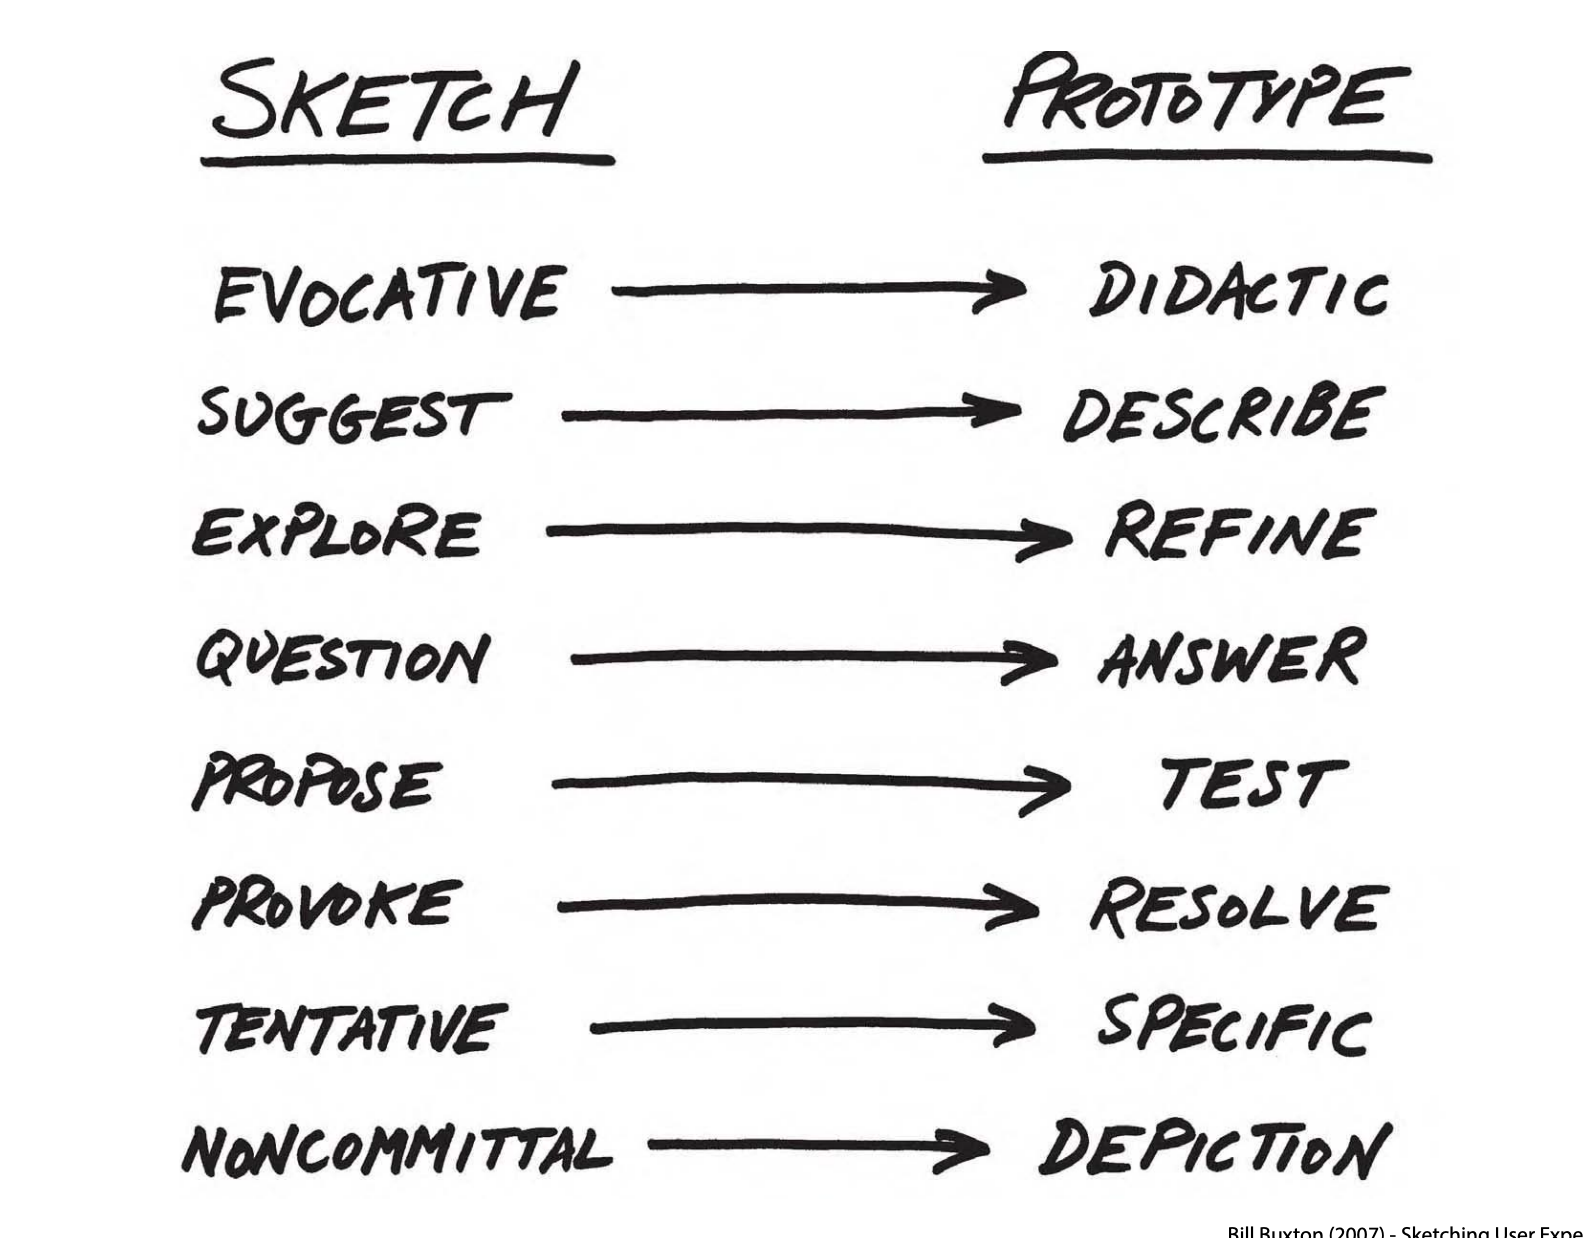 SKETCH PROTOTYPE
EVOCATIVE → DIDACTIC
SUGGEST → DESCRIBE
EXPLORE → REFINE
QUESTION → ANSWER
PROPOSE → TEST
PROVOKE → RESOLVE
TENTATIVE → SPECIFIC
NONCOMMITTAL → DEPICTION
Bill Buxton (2007) - Sketching User Expe